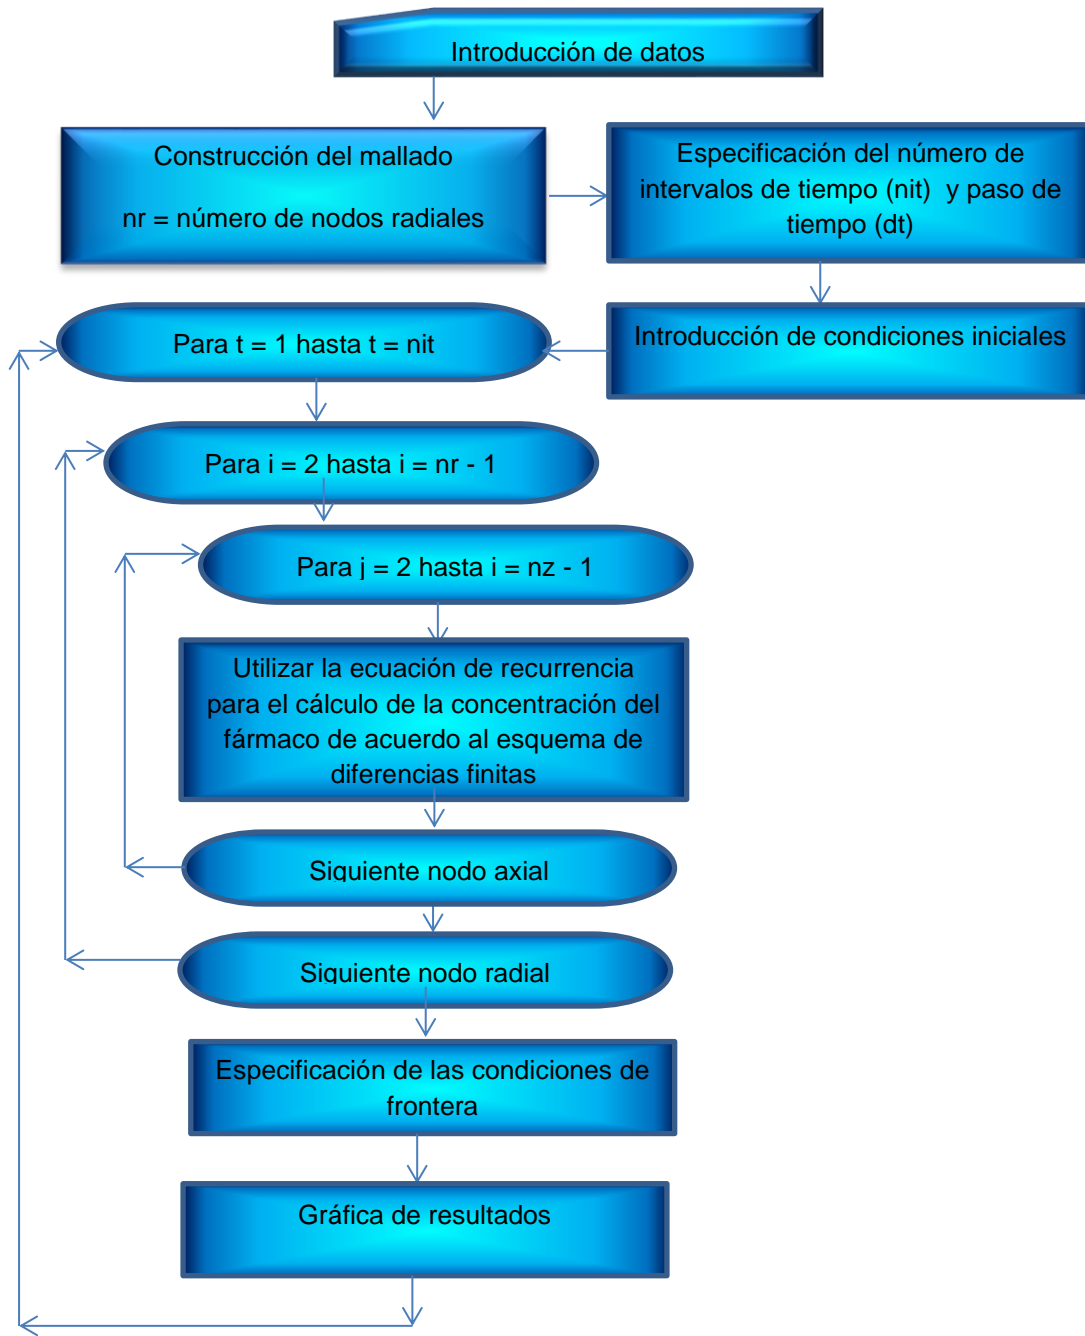 Introducción de datos
Construcción del mallado
nr = número de nodos radiales
Especificación del número de
intervalos de tiempo (nit) y paso de
tiempo (dt)
Introducción de condiciones iniciales
Para t = 1 hasta t = nit
Para i = 2 hasta i = nr - 1
Para j = 2 hasta i = nz - 1
Utilizar la ecuación de recurrencia
para el cálculo de la concentración del
fármaco de acuerdo al esquema de
diferencias finitas
Siguiente nodo axial
Siguiente nodo radial
Especificación de las condiciones de
frontera
Gráfica de resultados